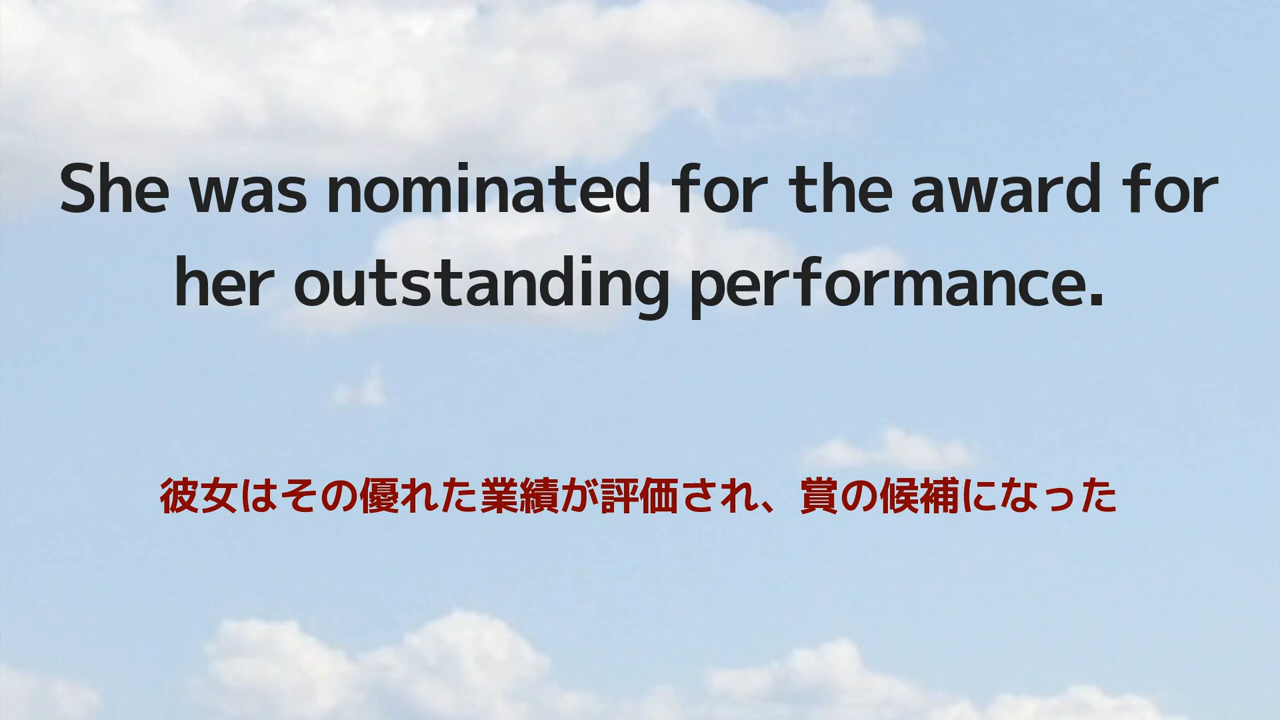 She was nominated for the award for
her outstanding performance.
彼女はその優れた業績が評価され、賞の候補になった